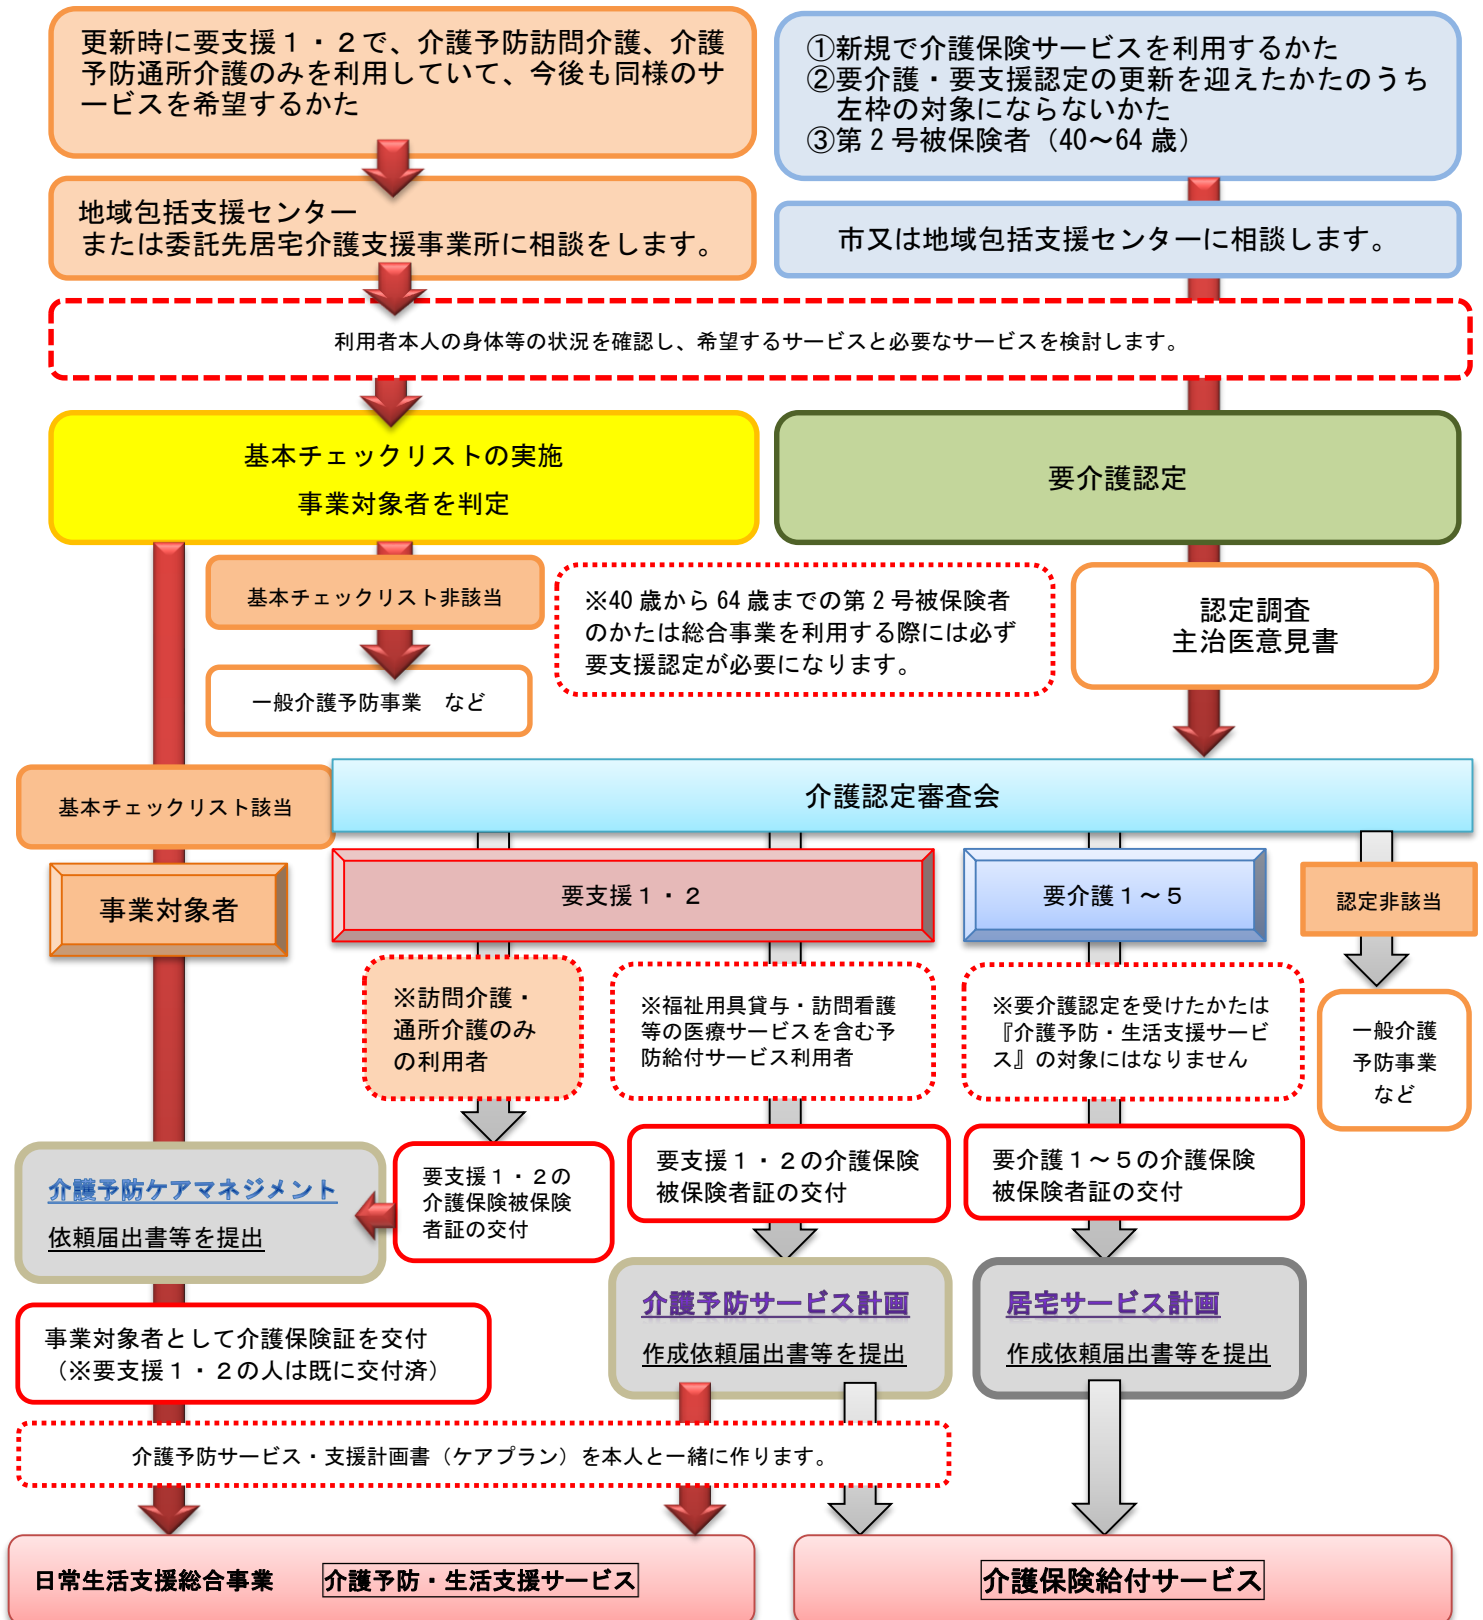 更新時に要支援１・２で、介護予防訪問介護、介護
予防通所介護のみを利用していて、今後も同様のサ
ービスを希望するかた
①新規で介護保険サービスを利用するかた
②要介護・要支援認定の更新を迎えたかたのうち
左枠の対象にならないかた
③第２号被保険者（40～64 歳）
地域包括支援センター
または委託先居宅介護支援事業所に相談をします。
市又は地域包括支援センターに相談します。
利用者本人の身体等の状況を確認し、希望するサービスと必要なサービスを検討します。
基本チェックリストの実施
事業対象者を判定
要介護認定
基本チェックリスト非該当
一般介護予防事業　など
※40 歳から 64 歳までの第２号被保険者
のかたは総合事業を利用する際には必ず
要支援認定が必要になります。
認定調査
主治医意見書
基本チェックリスト該当
介護認定審査会
事業対象者
要支援１・２
要介護１～５
認定非該当
※訪問介護・
通所介護のみ
の利用者
※福祉用具貸与・訪問看護
等の医療サービスを含む予
防給付サービス利用者
※要介護認定を受けたかたは
『介護予防・生活支援サービ
ス』の対象にはなりません
一般介護
予防事業
など
介護予防ケアマネジメント
依頼届出書等を提出
要支援１・２の
介護保険被保険
者証の交付
要支援１・２の介護保険
被保険者証の交付
要介護１～５の介護保険
被保険者証の交付
事業対象者として介護保険証を交付
（※要支援１・２の人は既に交付済）
介護予防サービス計画
作成依頼届出書等を提出
居宅サービス計画
作成依頼届出書等を提出
介護予防サービス・支援計画書（ケアプラン）を本人と一緒に作ります。
日常生活支援総合事業　介護予防・生活支援サービス
介護保険給付サービス